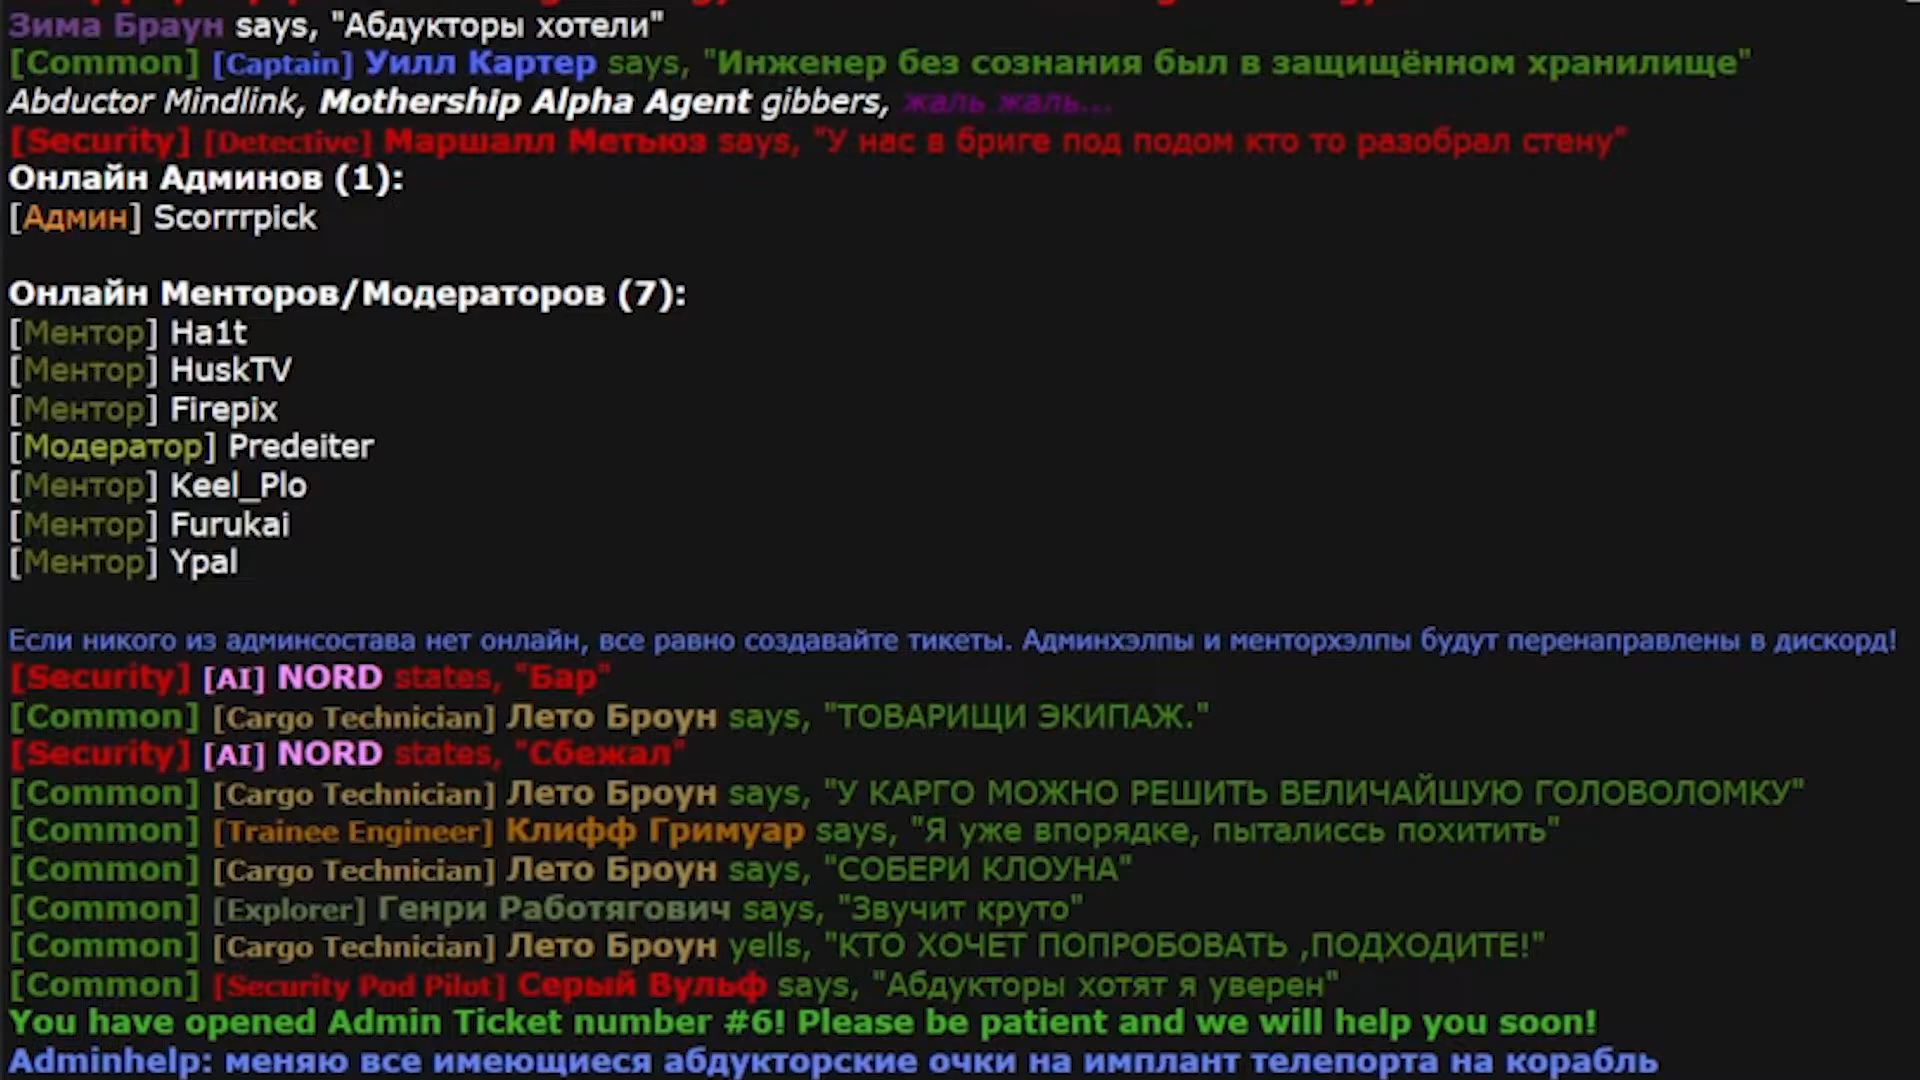 Зима Браун says, "Абдукторы хотели"
[Common] [Captain] Уилл Картер says, "Инженер без сознания был в защищённом хранилище"
Abductor Mindlink, Mothership Alpha Agent gibbers, жаль жаль...
[Security] [Detective] Маршалл Метьюз says, "У нас в бриге под подом кто то разобрал стену"
Онлайн Админов (1):
[Админ] Scorrrpick
Онлайн Менторов/Модераторов (7):
[Ментор] Ha1t
[Ментор] HuskTV
[Ментор] Firepix
[Модератор] Predeiter
[Ментор] Keel_Plo
[Ментор] Furukai
[Ментор] Ypal
Если никого из админсостава нет онлайн, все равно создавайте тикеты. Админхэлпы и менторхэлпы будут перенаправлены в дискорд!
[Security] [AI] NORD states, "Бар"
[Common] [Cargo Technician] Лето Броун says, "ТОВАРИЩИ ЭКИПАЖ."
[Security] [AI] NORD states, "Сбежал"
[Common] [Cargo Technician] Лето Броун says, "У КАРГО МОЖНО РЕШИТЬ ВЕЛИЧАЙШУЮ ГОЛОВОЛОМКУ"
[Common] [Trainee Engineer] Клифф Гримуар says, "Я уже впорядке, пыталиссь похитить"
[Common] [Cargo Technician] Лето Броун says, "СОБЕРИ КЛОУНА"
[Common] [Explorer] Генри Работягович says, "Звучит круто"
[Common] [Cargo Technician] Лето Броун yells, "КТО ХОЧЕТ ПОПРОБОВАТЬ ,ПОДХОДИТЕ!"
[Common] [Security Pod Pilot] Серый Вульф says, "Абдукторы хотят я уверен"
You have opened Admin Ticket number #6! Please be patient and we will help you soon!
Adminhelp: меняю все имеющиеся абдукторские очки на имплант телепорта на корабль